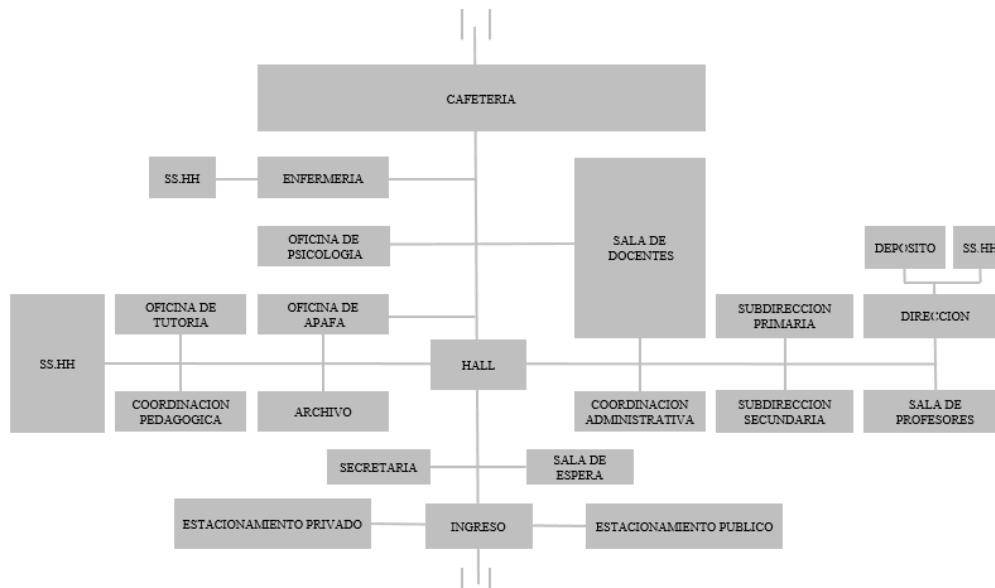 CAFETERIA
SS.HH
ENFERMERIA
OFICINA DE
PSICOLOGIA
SALA DE
DOCENTES
DEPOSITO
SS.HH
OFICINA DE
TUTORIA
OFICINA DE
APAFA
SUBDIRECCION
PRIMARIA
DIRECCION
SS.HH
HALL
COORDINACION
PEDAGOGICA
ARCHIVO
COORDINACION
ADMINISTRATIVA
SUBDIRECCION
SECUNDARIA
SALA DE
PROFESORES
SECRETARIA
SALA DE
ESPERA
ESTACIONAMIENTO PRIVADO
INGRESO
ESTACIONAMIENTO PUBLICO